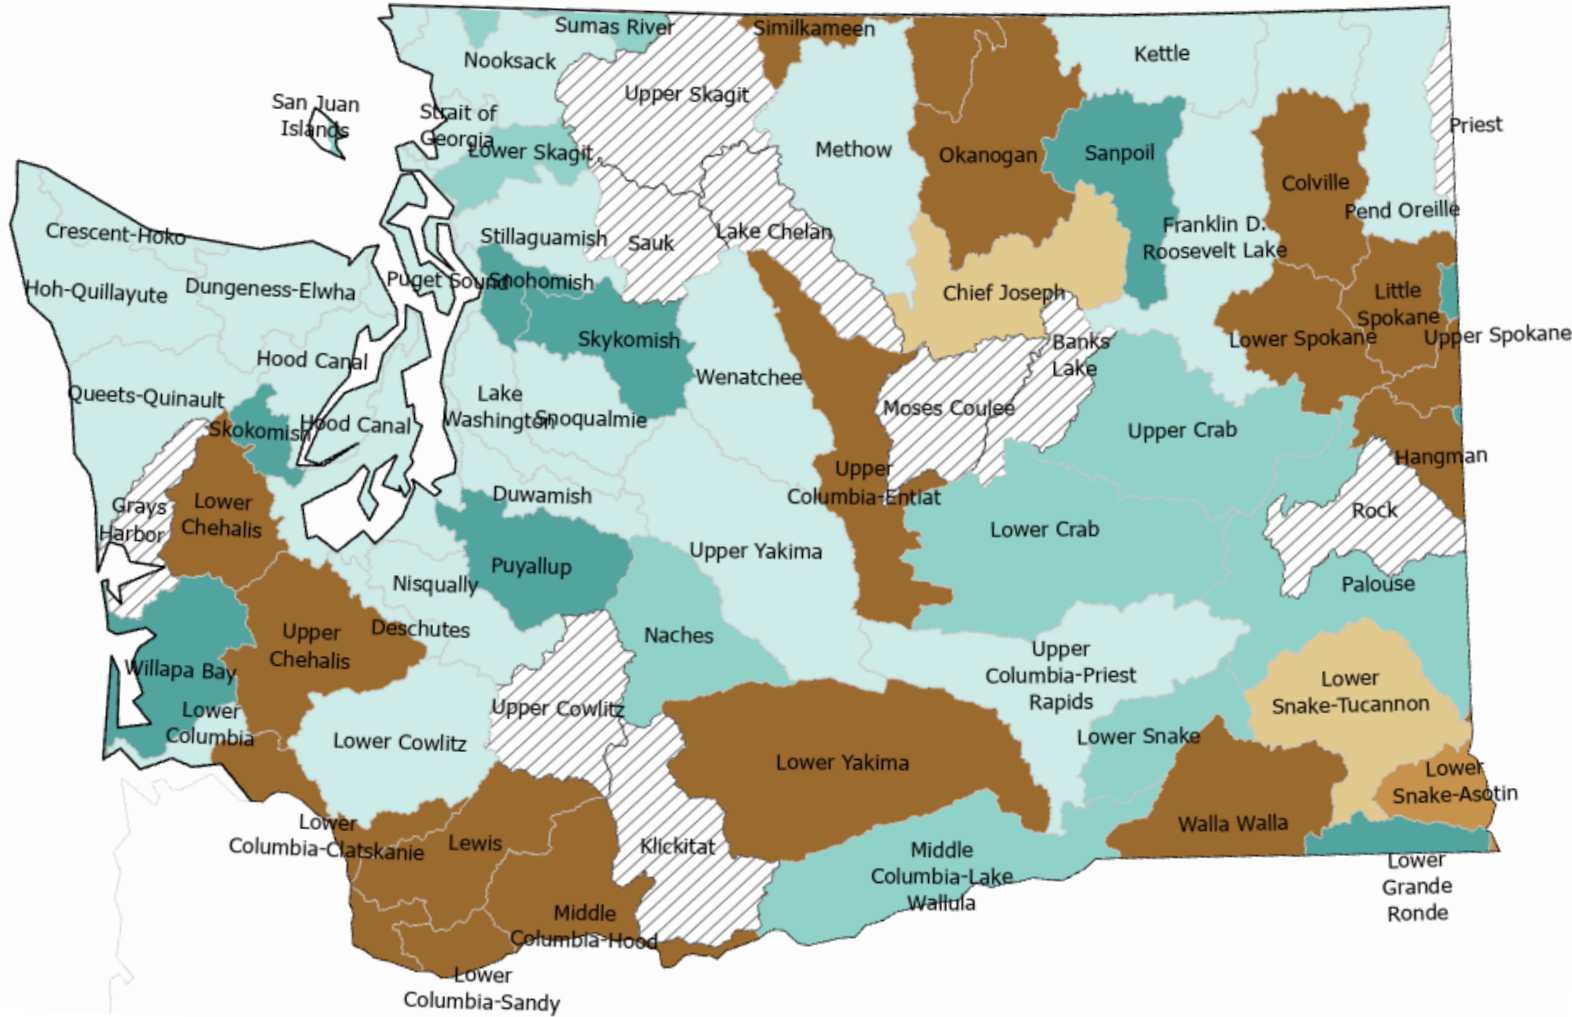 Sumas River
Similkameen
Nooksack
Kettle
Upper Skagit
San Juan
Islands
Strait of
Georgia
Lower Skagit
Methow
Okanogan
Sanpoil
Priest
Colville
Pend Oreille
Crescent-Hoko
Stillaguamish
Sauk
Lake Chelan
Franklin D.
Roosevelt Lake
Hoh-Quillayute
Dungeness-Elwha
Puget Sound
Snohomish
Chief Joseph
Little
Spokane
Skykomish
Lower Spokane
Upper Spokane
Banks
Lake
Hood Canal
Wenatchee
Queets-Quinault
Lake
Washington
Snoqualmie
Moses Coulee
Skokomish
Hood Canal
Upper Crab
Hangman
Upper
Columbia-Entiat
Duwamish
Grays
Harbor
Lower
Chehalis
Rock
Lower Crab
Upper Yakima
Puyallup
Nisqually
Palouse
Deschutes
Upper
Chehalis
Naches
Upper
Columbia-Priest
Rapids
Willapa Bay
Lower
Snake-Tucannon
Lower
Columbia
Upper Cowlitz
Lower Cowlitz
Lower Snake
Lower Yakima
Lower
Snake-Asotin
Lower
Columbia-Clatskanie
Lewis
Klickitat
Walla Walla
Middle
Columbia-Lake
Wallula
Lower
Grande
Ronde
Middle
Columbia-Hood
Lower
Columbia-Sandy